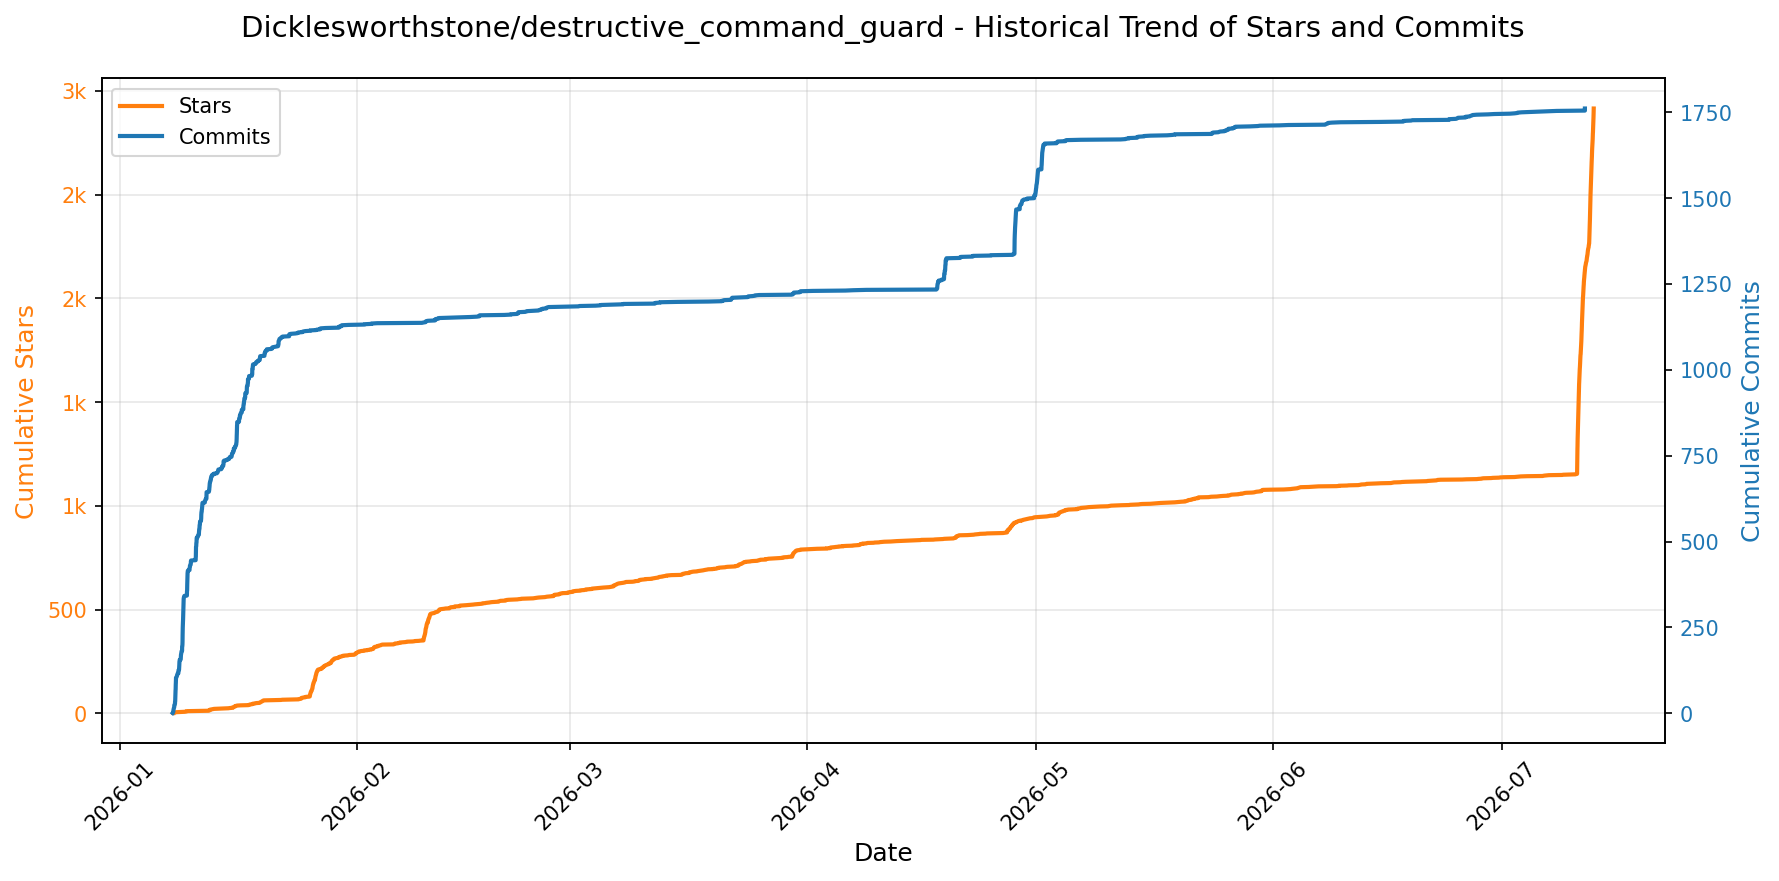 Dicklesworthstone/destructive_command_guard - Historical Trend of Stars and Commits
Stars
Commits
3k
2k
2k
1k
1k
500
0
Cumulative Stars
1750
1500
1250
1000
750
500
250
0
Cumulative Commits
2026-01
2026-02
2026-03
2026-04
2026-05
2026-06
2026-07
Date